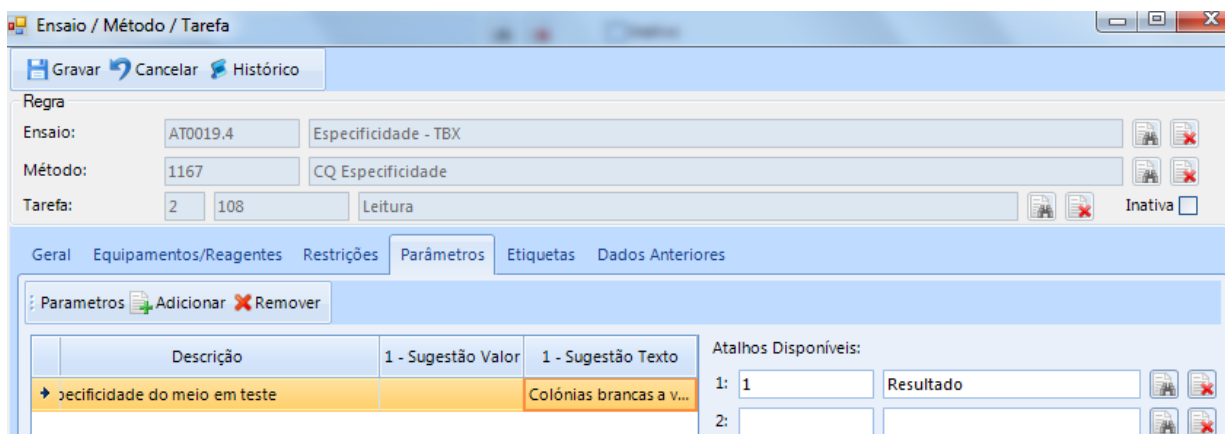 Ensaio / Método / Tarefa
Gravar Cancelar Histórico
Regra
Ensaio: AT0019.4 Especificidade - TBX
Método: 1167 CQ Especificidade
Tarefa: 2 108 Leitura Inativa
Geral Equipamentos/Reagentes Restrições Parâmetros Etiquetas Dados Anteriores
Parametros Adicionar Remover
Descrição 1 - Sugestão Valor 1 - Sugestão Texto Atalhos Disponíveis:
1: 1 Resultado
do meio em teste Colónias brancas a v...
2: